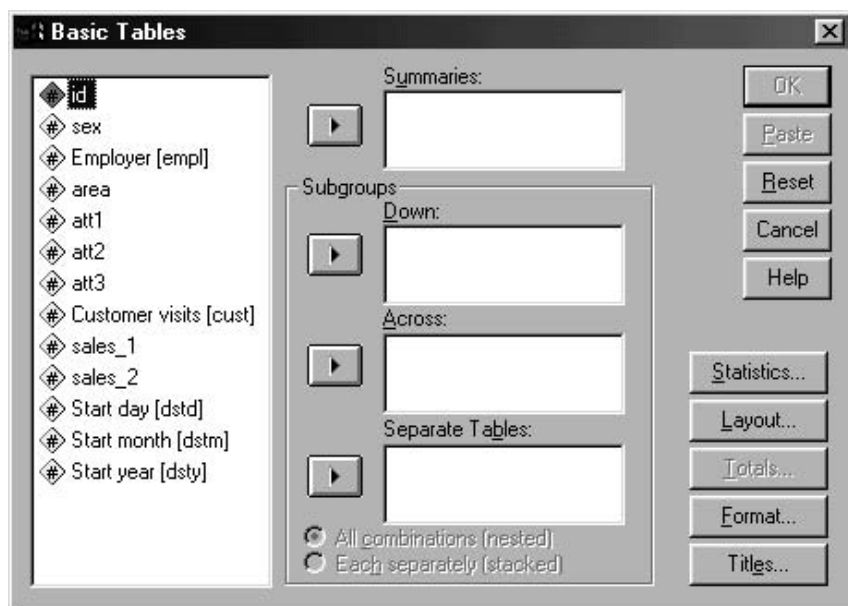 Basic Tables
id
sex
Employer [empl]
area
att1
att2
att3
Customer visits [cust]
sales_1
sales_2
Start day [dstd]
Start month [dstm]
Start year [dsty]
Summaries:
Subgroups
Down:
Across:
Separate Tables:
All combinations (nested)
Each separately (stacked)
OK
Paste
Reset
Cancel
Help
Statistics...
Layout...
Totals...
Format...
Titles...